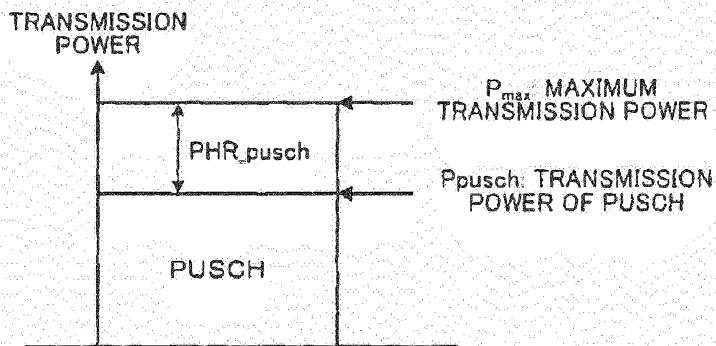 TRANSMISSION
POWER
Pmax: MAXIMUM
TRANSMISSION POWER
PHR_pusch
Ppusch: TRANSMISSION
POWER OF PUSCH
PUSCH